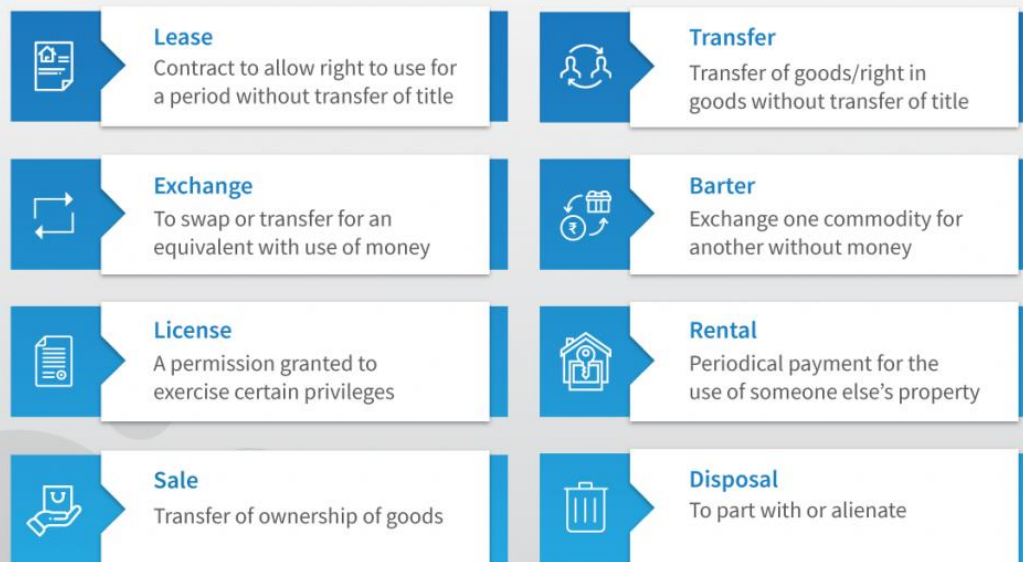 Lease
Contract to allow right to use for
a period without transfer of title
Transfer
Transfer of goods/right in
goods without transfer of title
Exchange
To swap or transfer for an
equivalent with use of money
Barter
Exchange one commodity for
another without money
₹
License
A permission granted to
exercise certain privileges
Rental
Periodical payment for the
use of someone else's property
Sale
Transfer of ownership of goods
Disposal
To part with or alienate